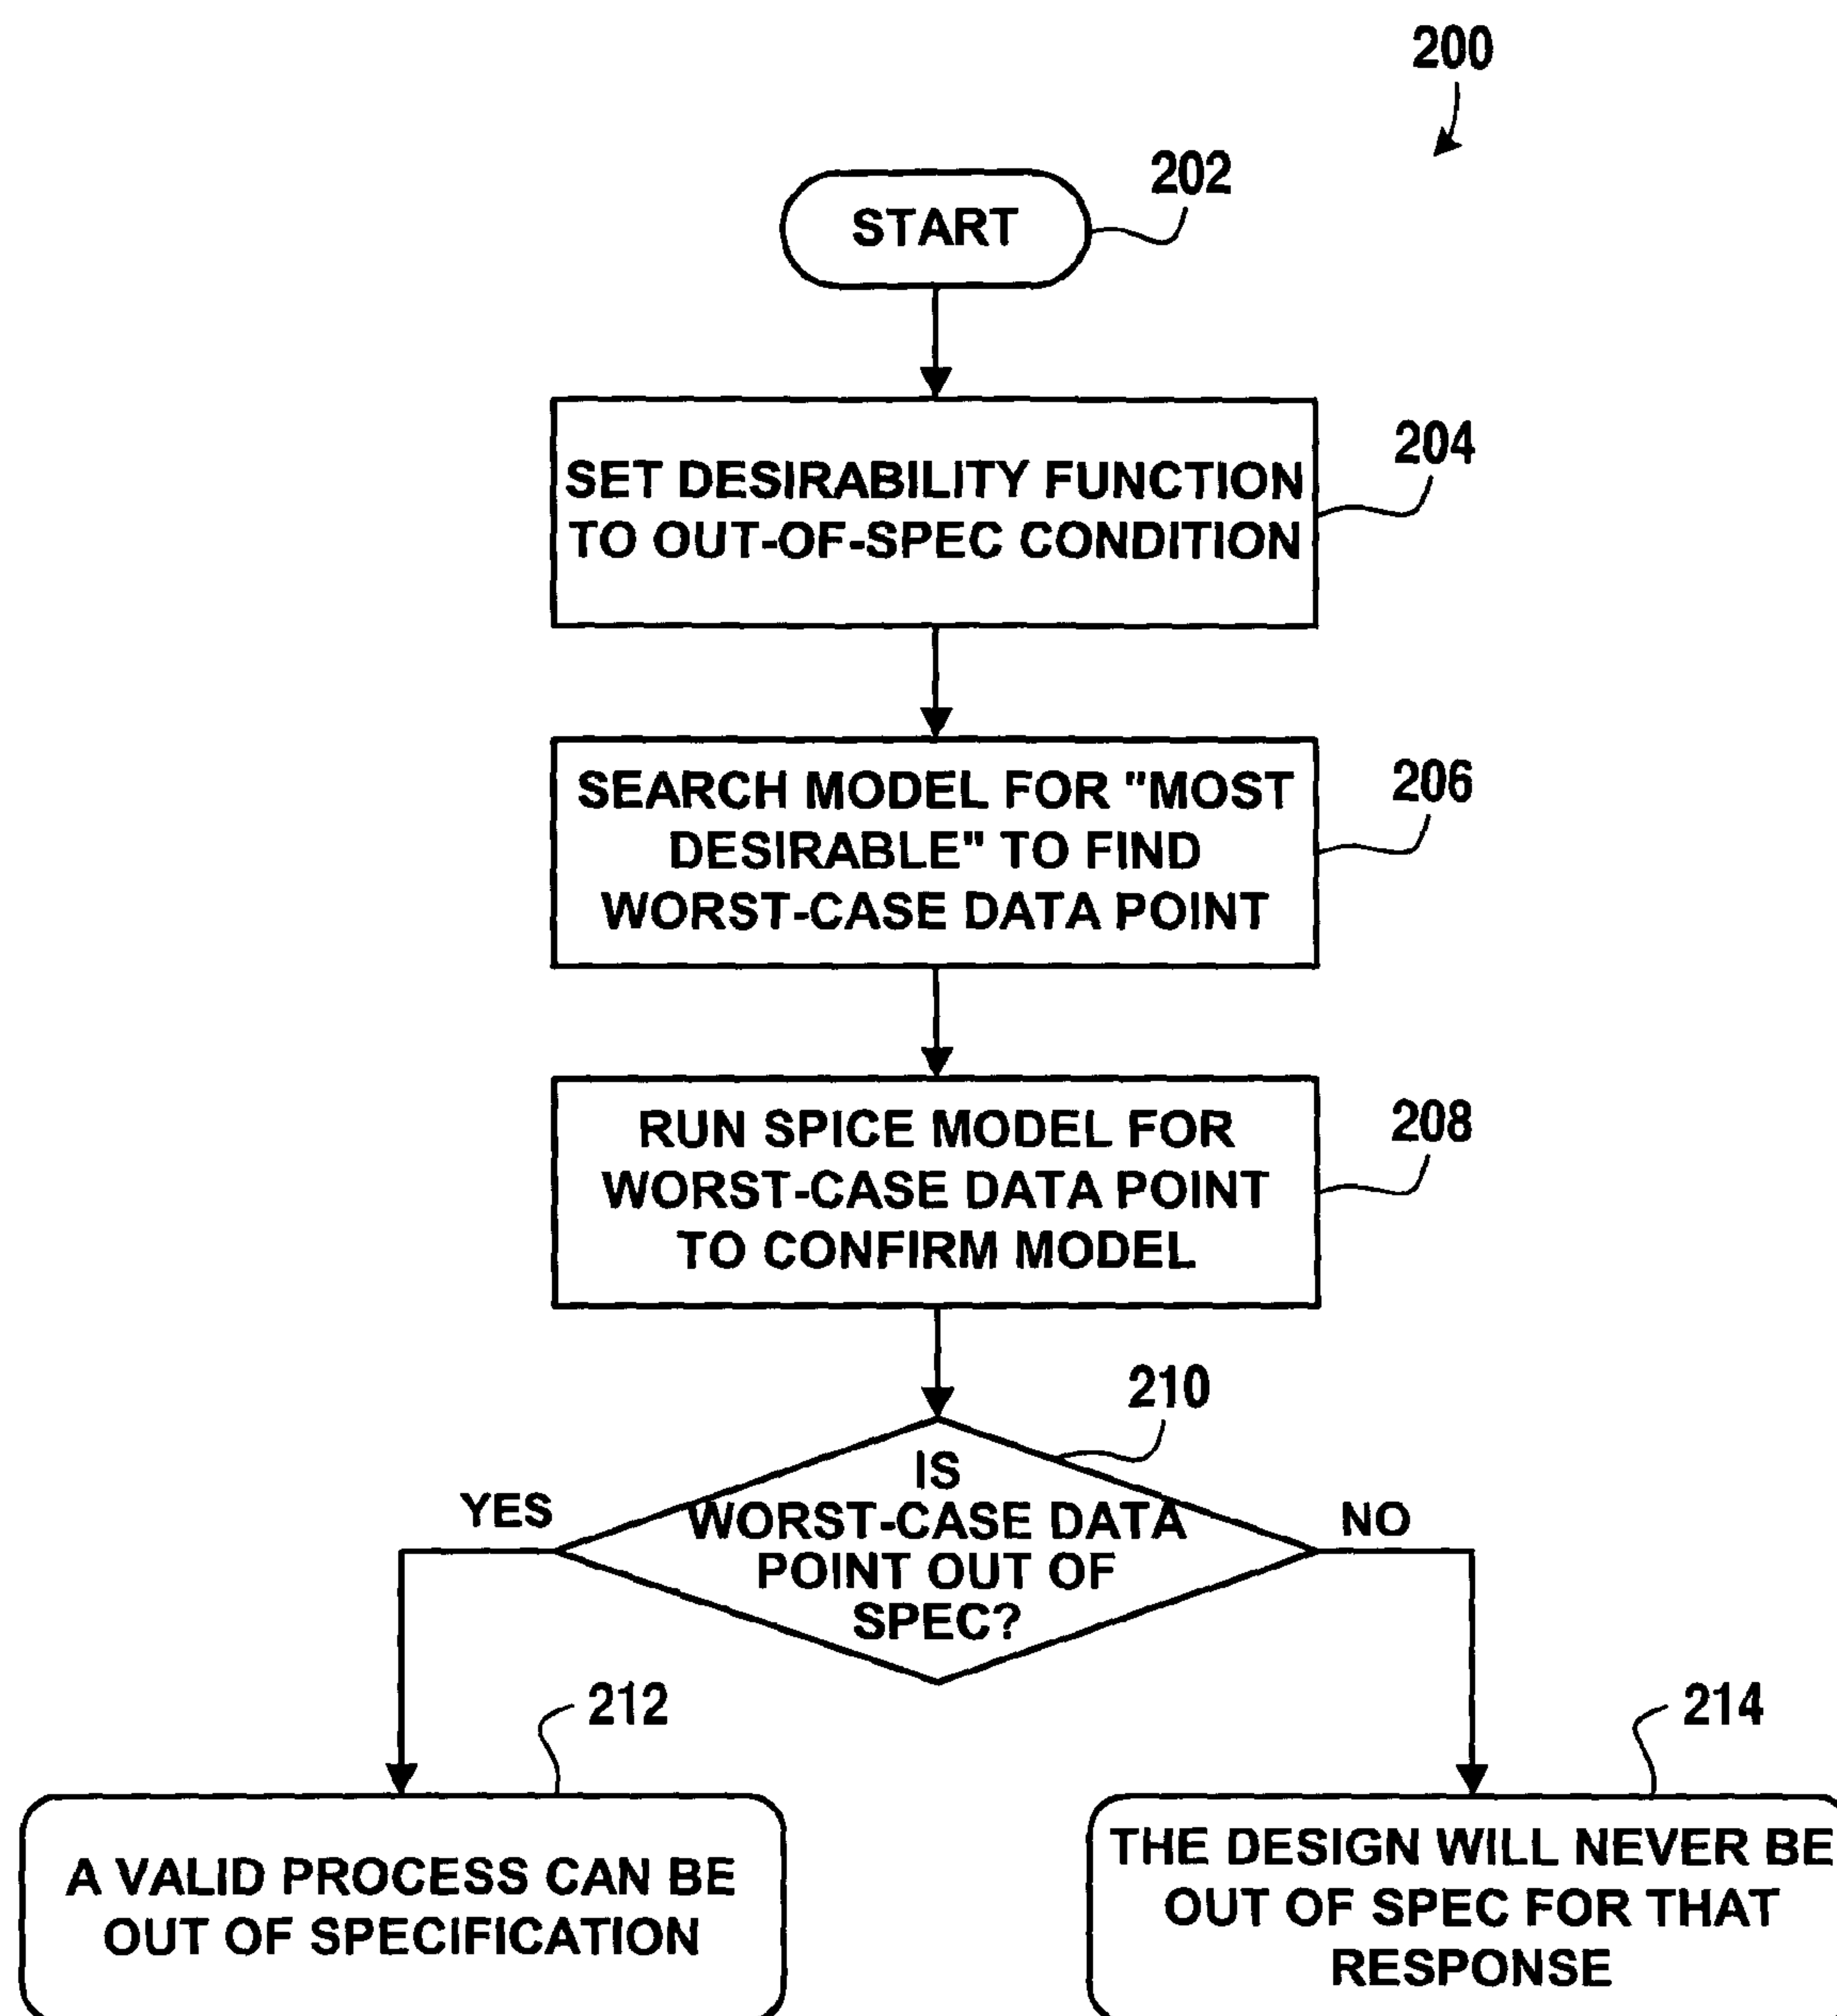 200
202
START
204
SET DESIRABILITY FUNCTION
TO OUT-OF-SPEC CONDITION
206
SEARCH MODEL FOR "MOST
DESIRABLE" TO FIND
WORST-CASE DATA POINT
208
RUN SPICE MODEL FOR
WORST-CASE DATA POINT
TO CONFIRM MODEL
210
IS
WORST-CASE DATA
POINT OUT OF
SPEC?
YES
NO
212
A VALID PROCESS CAN BE
OUT OF SPECIFICATION
214
THE DESIGN WILL NEVER BE
OUT OF SPEC FOR THAT
RESPONSE